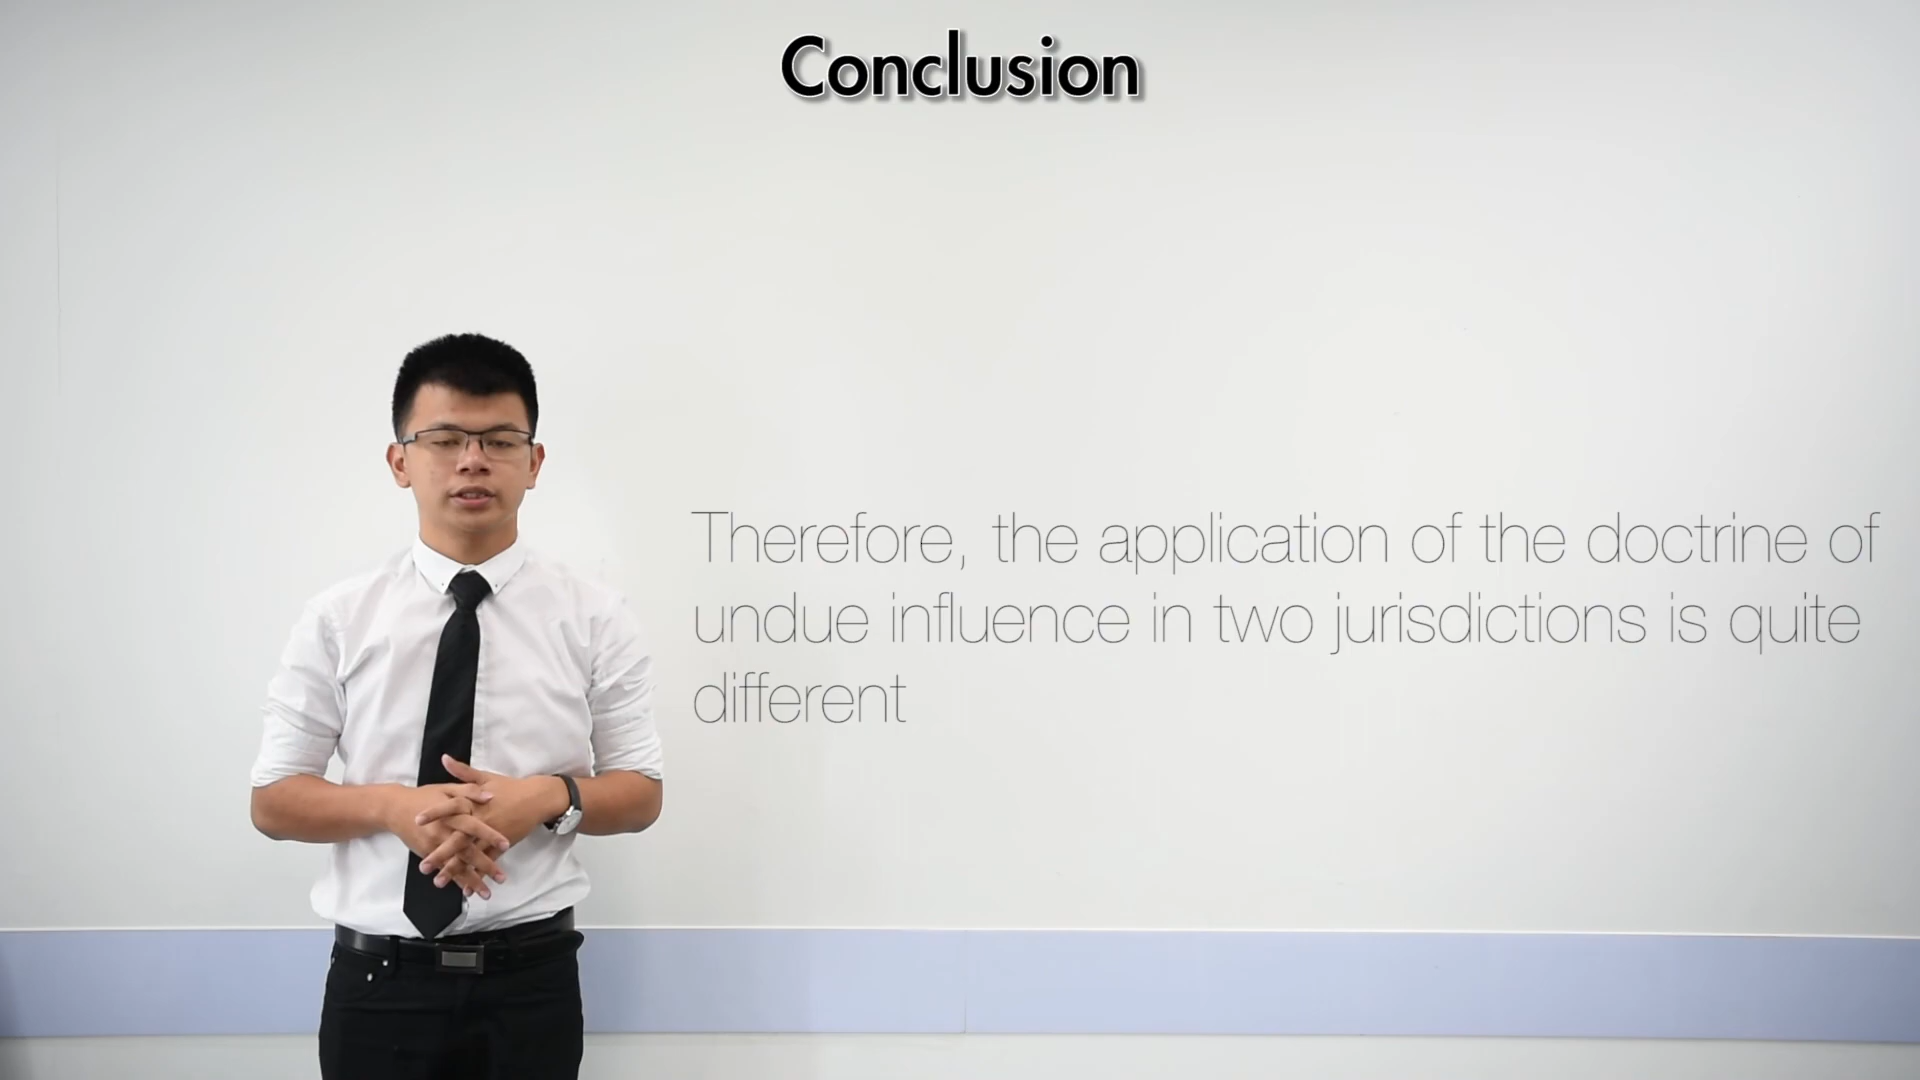 Conclusion
Therefore, the application of the doctrine of
undue influence in two jurisdictions is quite
different